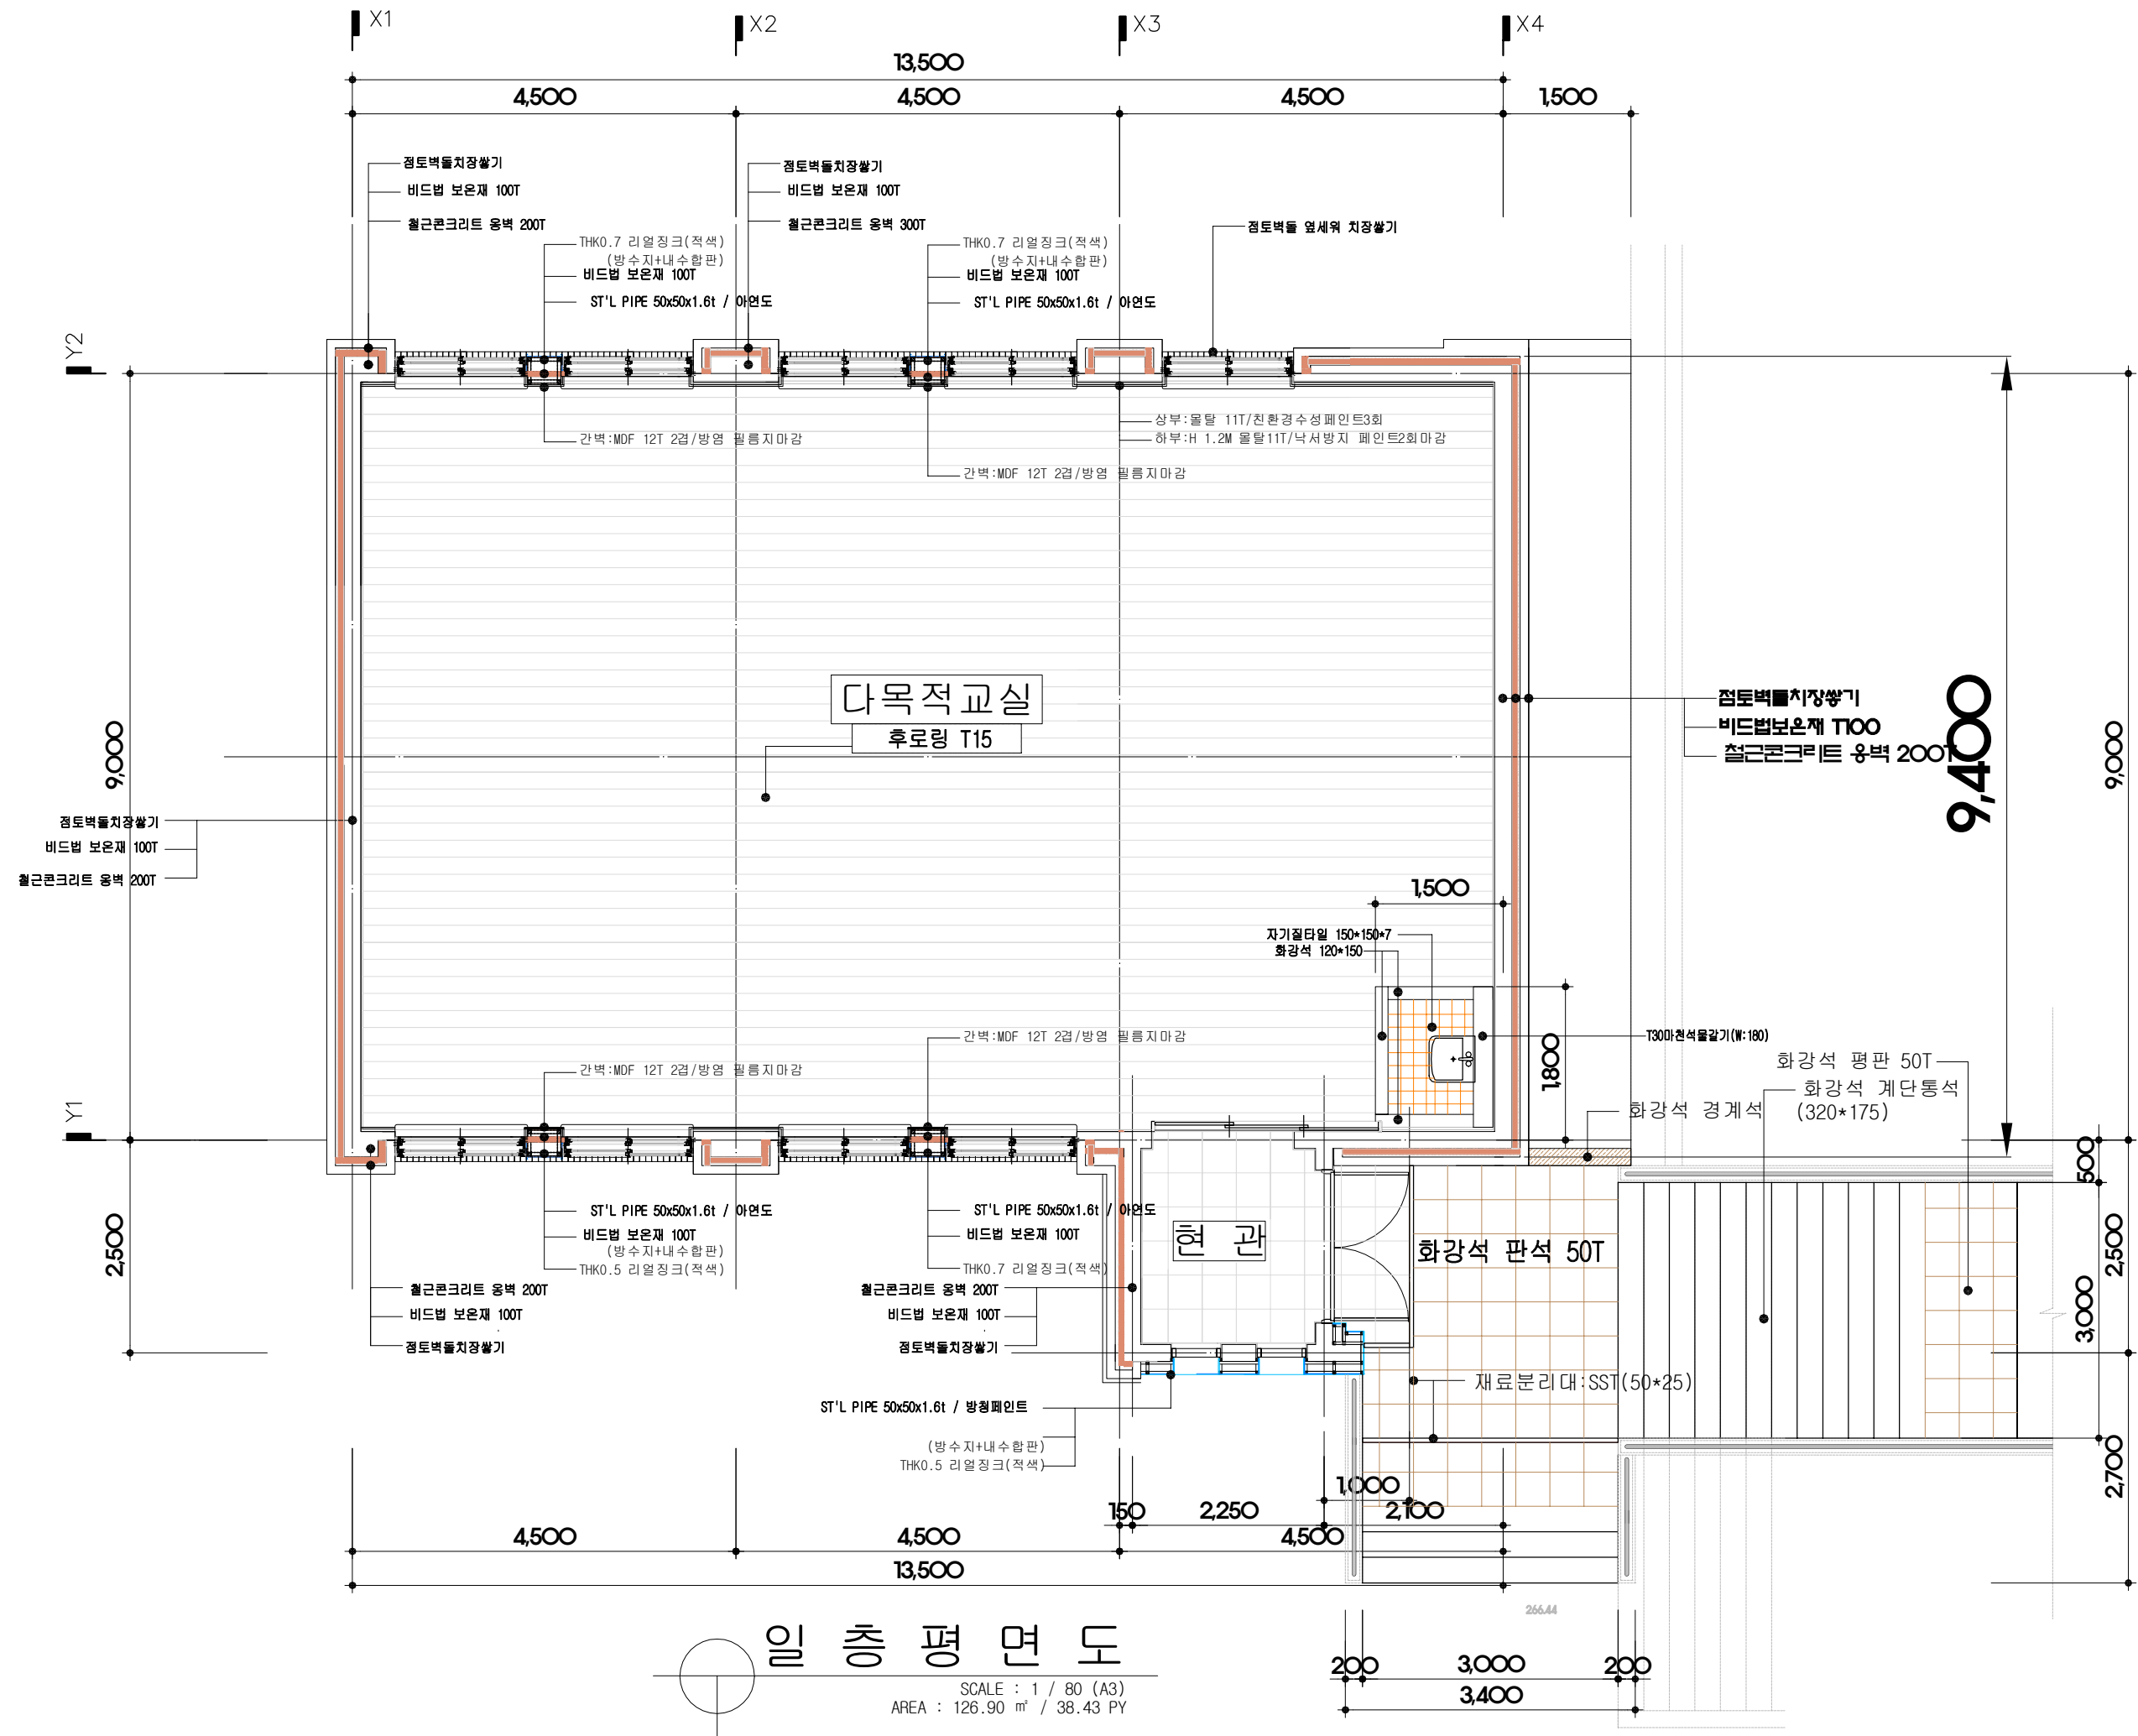 X1
X2
X3
X4
13,500
4,500
4,500
4,500
1,500
점토벽돌치장쌓기
비드법 보온재 100T
철근콘크리트 옹벽 200T
THK0.7 리얼징크(적색)
(방수지+내수합판)
비드법 보온재 100T
ST'L PIPE 50x50x1.6t / 아연도
점토벽돌치장쌓기
비드법 보온재 100T
철근콘크리트 옹벽 300T
THK0.7 리얼징크(적색)
(방수지+내수합판)
비드법 보온재 100T
ST'L PIPE 50x50x1.6t / 아연도
점토벽돌 옆세워 치장쌓기
Y2
간벽:MDF 12T 2겹/방염 필름지마감
상부:몰탈 11T/친환경수성페인트3회
하부:H 1.2M 몰탈11T/낙서방지 페인트2회마감
간벽:MDF 12T 2겹/방염 필름지마감
다목적교실
후로링 T15
점토벽돌치장쌓기
비드법보온재 T100
철근콘크리트 옹벽 200T
9,400
9,000
9,000
점토벽돌치장쌓기
비드법 보온재 100T
철근콘크리트 옹벽 200T
1,500
자기질타일 150*150*7
화강석 120*150
T30마천석물갈기(W:180)
1,800
화강석 평판 50T
화강석 계단통석
(320*175)
화강석 경계석
간벽:MDF 12T 2겹/방염 필름지마감
간벽:MDF 12T 2겹/방염 필름지마감
Y1
500
2,500
2,500
3,000
2,700
ST'L PIPE 50x50x1.6t / 아연도
비드법 보온재 100T
(방수지+내수합판)
THK0.5 리얼징크(적색)
ST'L PIPE 50x50x1.6t / 아연도
비드법 보온재 100T
THK0.7 리얼징크(적색)
현 관
화강석 판석 50T
철근콘크리트 옹벽 200T
비드법 보온재 100T
점토벽돌치장쌓기
철근콘크리트 옹벽 200T
비드법 보온재 100T
점토벽돌치장쌓기
재료분리대:SST(50*25)
ST'L PIPE 50x50x1.6t / 방청페인트
(방수지+내수합판)
THK0.5 리얼징크(적색)
1,000
150
2,250
2,100
4,500
4,500
4,500
13,500
266.44
일 층 평 면 도
SCALE : 1 / 80 (A3)
AREA : 126.90 ㎡ / 38.43 PY
200
3,000
200
3,400